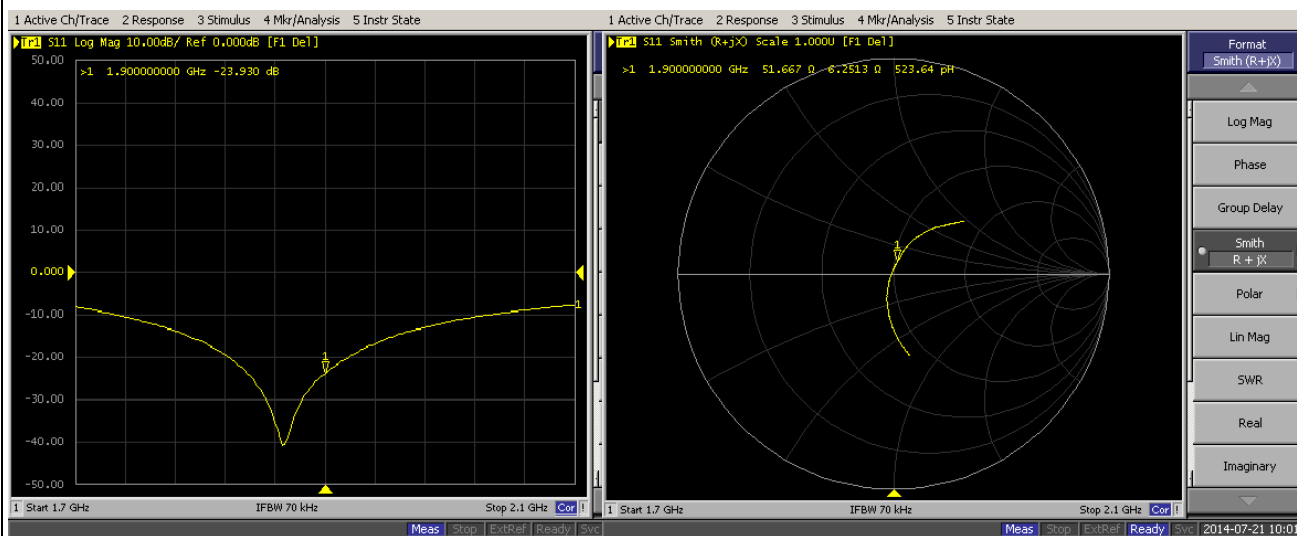 1 Active Ch/Trace 2 Response 3 Stimulus 4 Mkr/Analysis 5 Instr State
Tr1 S11 Log Mag 10.00dB/ Ref 0.000dB [F1 Del]
50.00
>1 1.900000000 GHz -23.930 dB
40.00
30.00
20.00
10.00
0.000
-10.00
1
-20.00
1
-30.00
-40.00
-50.00
1 Start 1.7 GHz IFBW 70 kHz Stop 2.1 GHz Cor !
Meas Stop ExtRef Ready Svc
1 Active Ch/Trace 2 Response 3 Stimulus 4 Mkr/Analysis 5 Instr State
Tr1 S11 Smith (R+jX) Scale 1.000U [F1 Del]
>1 1.900000000 GHz 51.667 Ω 6.2513 Ω 523.64 pH
1
1 Start 1.7 GHz IFBW 70 kHz Stop 2.1 GHz Cor !
Meas Stop ExtRef Ready Svc 2014-07-21 10:01
Format
Smith (R+jX)
Log Mag
Phase
Group Delay
Smith
R + jX
Polar
Lin Mag
SWR
Real
Imaginary